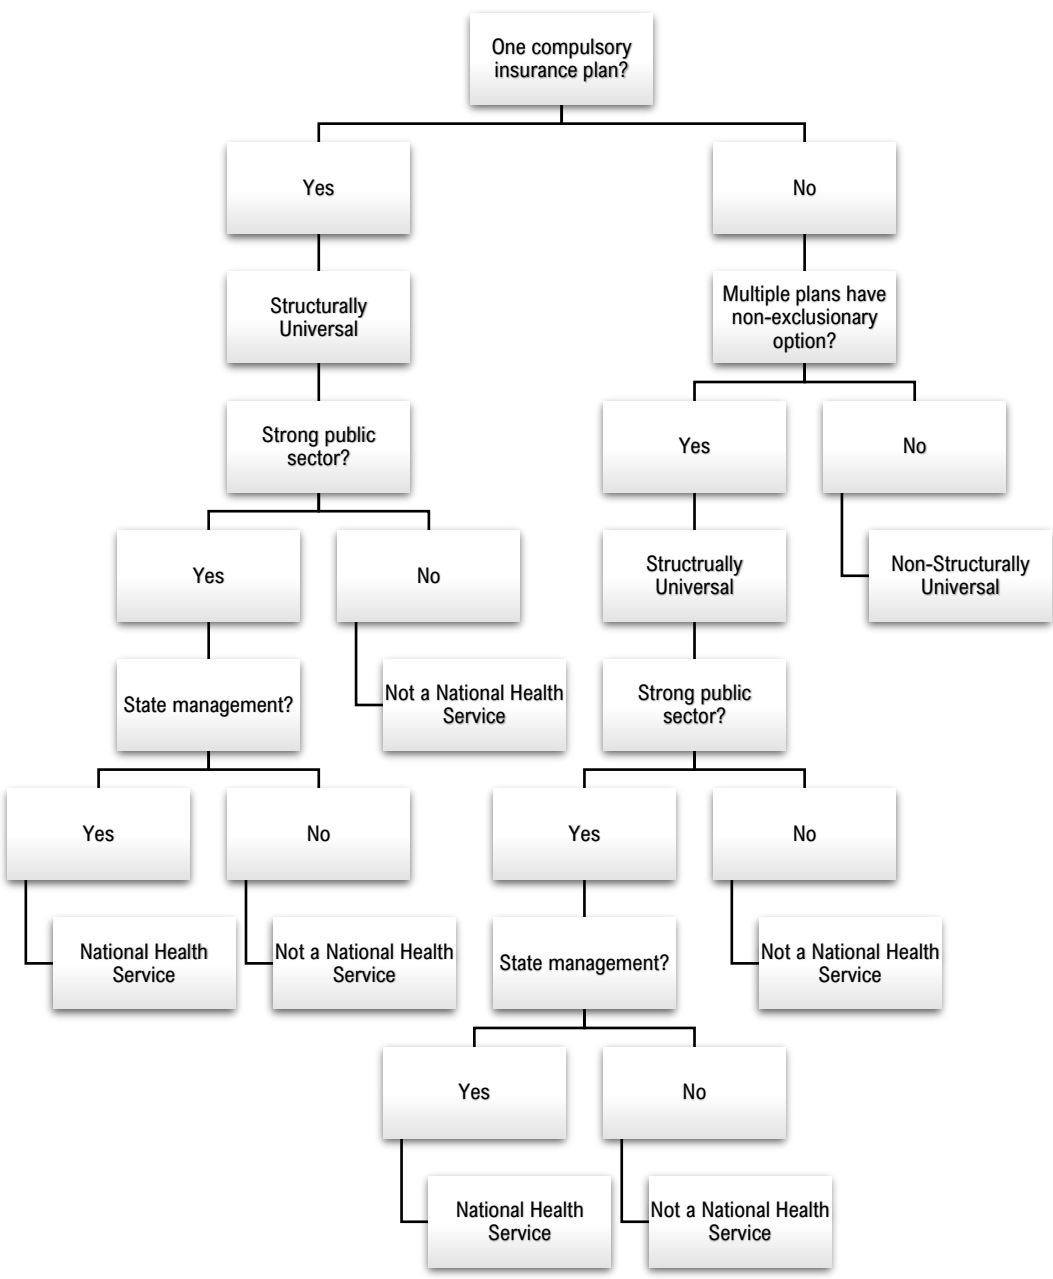 One compulsory
insurance plan?
Yes
No
Structurally
Universal
Multiple plans have
non-exclusionary
option?
Strong public
sector?
Yes
No
Yes
No
Structrually
Universal
Non-Structurally
Universal
State management?
Not a National Health
Service
Strong public
sector?
Yes
No
Yes
No
National Health
Service
Not a National Health
Service
State management?
Not a National Health
Service
Yes
No
National Health
Service
Not a National Health
Service